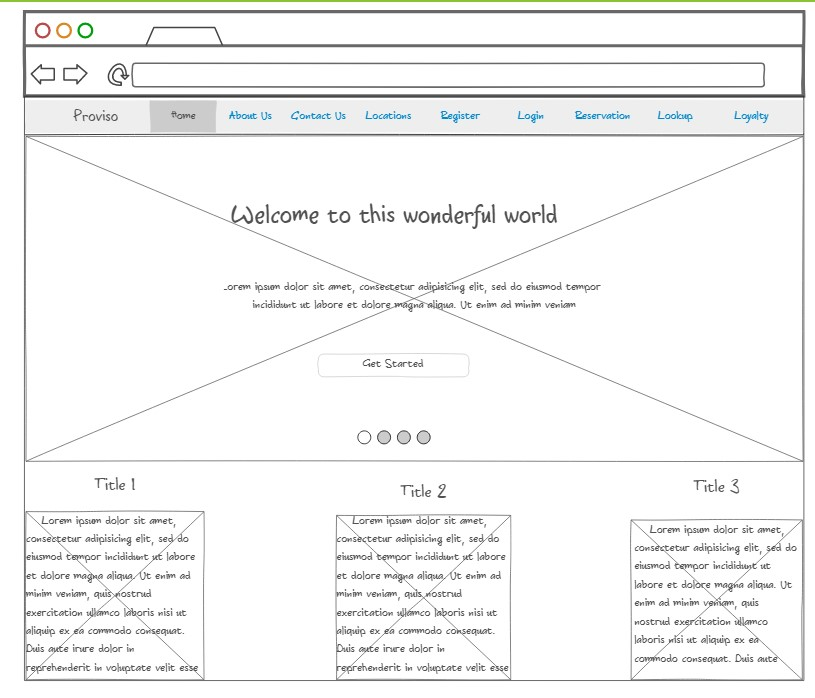 Proviso Home About Us Contact Us Locations Register Login Reservation Lookup Loyalty
Welcome to this wonderful world
Lorem ipsum dolor sit amet, consectetur adipisicing elit, sed do eiusmod tempor
incididunt ut labore et dolore magna aliqua. Ut enim ad minim veniam
Get Started
Title 1
Lorem ipsum dolor sit amet,
consectetur adipisicing elit, sed do
eiusmod tempor incididunt ut labore
et dolore magna aliqua. Ut enim ad
minim veniam, quis nostrud
exercitation ullamco laboris nisi ut
aliquip ex ea commodo consequat.
Duis aute irure dolor in
reprehenderit in voluptate velit esse
Title 2
Lorem ipsum dolor sit amet,
consectetur adipisicing elit, sed do
eiusmod tempor incididunt ut labore
et dolore magna aliqua. Ut enim ad
minim veniam, quis nostrud
exercitation ullamco laboris nisi ut
aliquip ex ea commodo consequat.
Duis aute irure dolor in
reprehenderit in voluptate velit esse
Title 3
Lorem ipsum dolor sit amet,
consectetur adipisicing elit, sed do
eiusmod tempor incididunt ut
labore et dolore magna aliqua. Ut
enim ad minim veniam, quis
nostrud exercitation ullamco
laboris nisi ut aliquip ex ea
commodo consequat. Duis aute